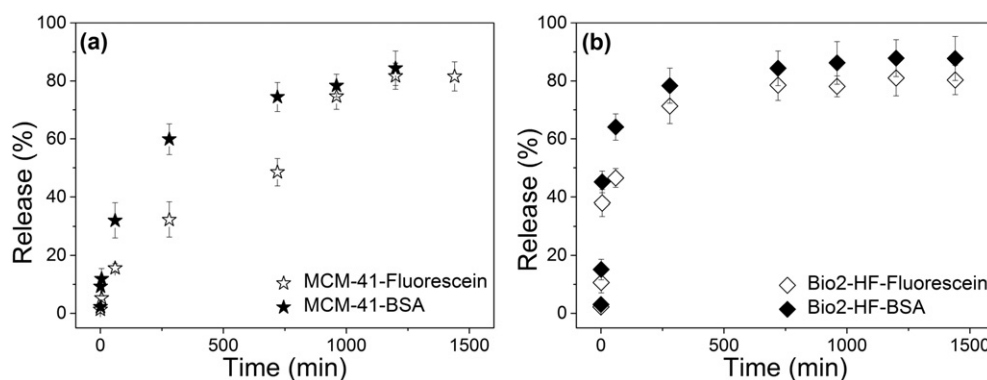 (a)
100
80
60
40
20
0
Release (%)
☆ MCM-41-Fluorescein
★ MCM-41-BSA
0 500 1000 1500
Time (min)
(b)
100
80
60
40
20
0
Release (%)
◇ Bio2-HF-Fluorescein
◆ Bio2-HF-BSA
0 500 1000 1500
Time (min)